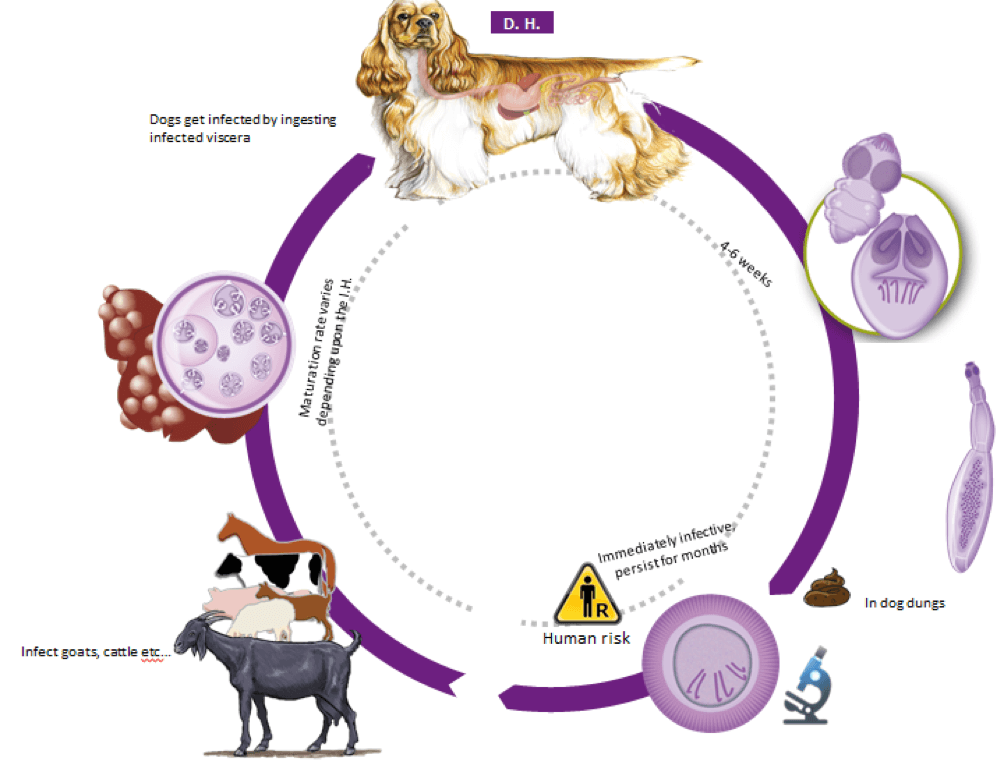 D. H.
Dogs get infected by ingesting
infected viscera
4-6 weeks
Maturation rate varies
depending upon the I.H.
Immediately infective,
persist for months
R
Human risk
In dog dungs
Infect goats, cattle etc...